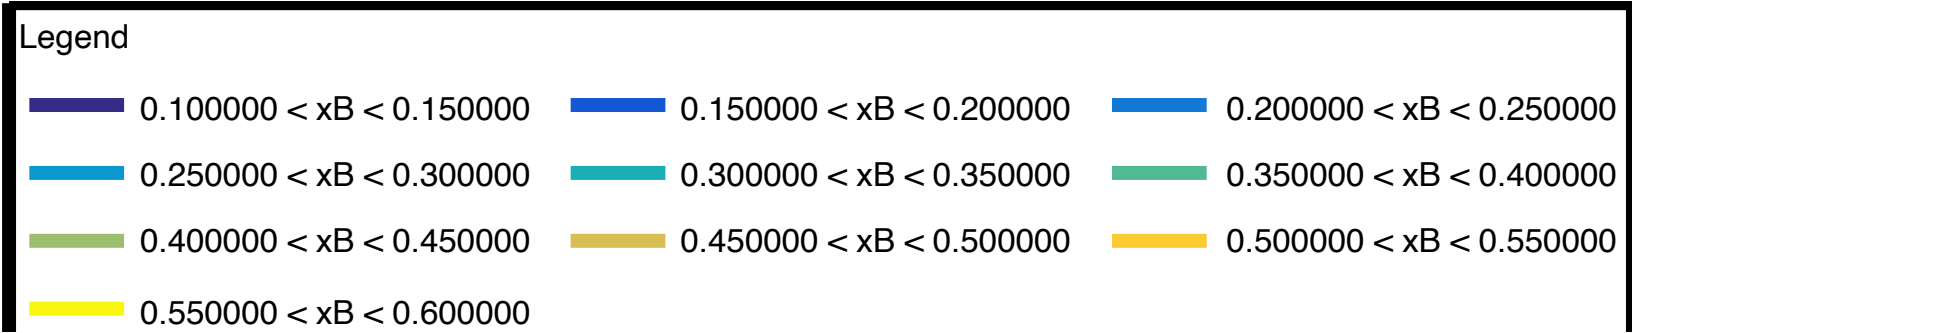 Legend
0.100000 < xB < 0.150000 0.150000 < xB < 0.200000 0.200000 < xB < 0.250000
0.250000 < xB < 0.300000 0.300000 < xB < 0.350000 0.350000 < xB < 0.400000
0.400000 < xB < 0.450000 0.450000 < xB < 0.500000 0.500000 < xB < 0.550000
0.550000 < xB < 0.600000